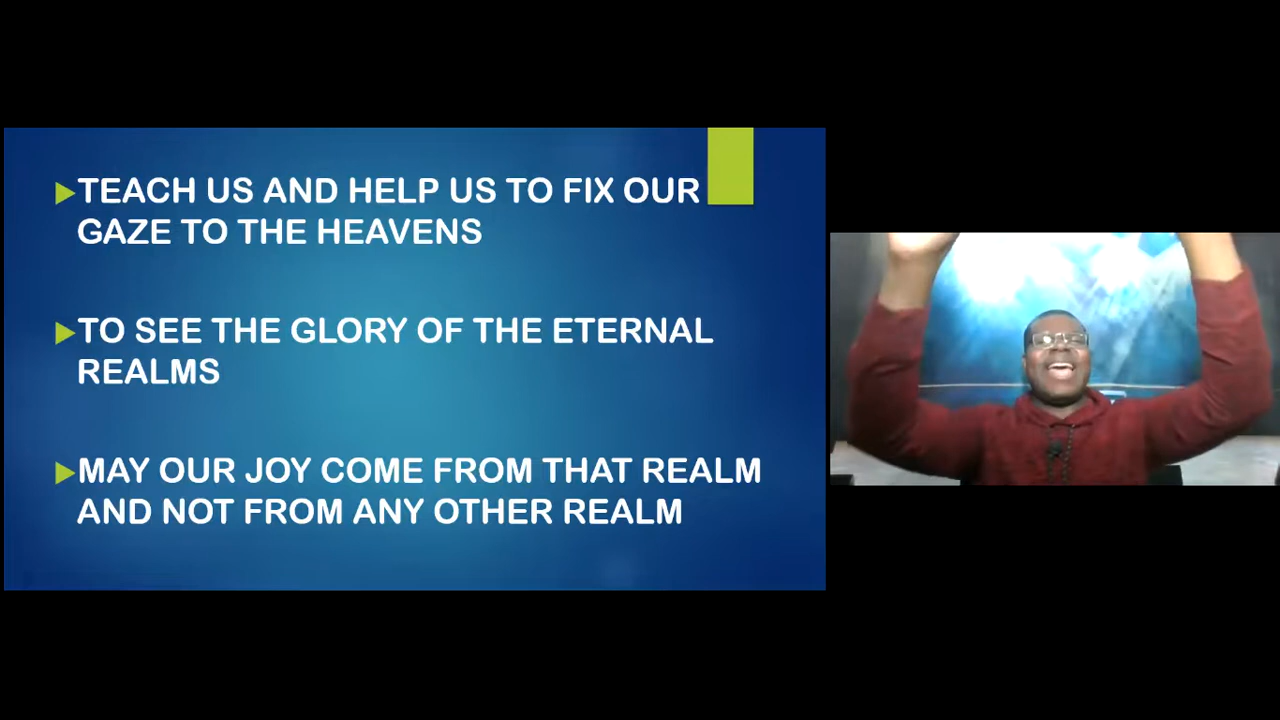 TEACH US AND HELP US TO FIX OUR
GAZE TO THE HEAVENS
TO SEE THE GLORY OF THE ETERNAL
REALMS
MAY OUR JOY COME FROM THAT REALM
AND NOT FROM ANY OTHER REALM